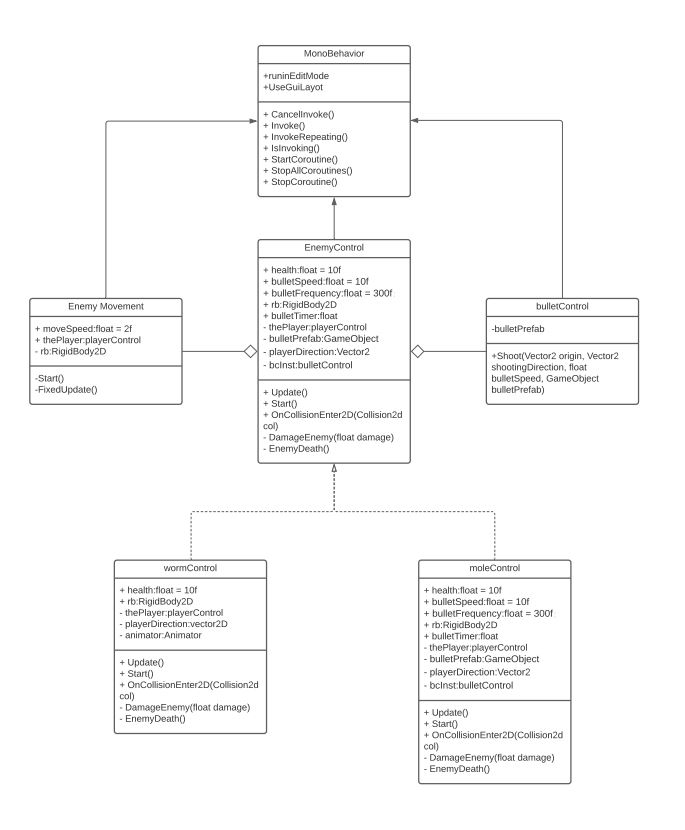 MonoBehavior
+runinEditMode
+UseGuiLayot
+ CancelInvoke()
+ Invoke()
+ InvokeRepeating()
+ IsInvoking()
+ StartCoroutine()
+ StopAllCoroutines()
+ StopCoroutine()
EnemyControl
+ health:float = 10f
+ bulletSpeed:float = 10f
+ bulletFrequency:float = 300f
+ rb:RigidBody2D
+ bulletTimer:float
- thePlayer:playerControl
- bulletPrefab:GameObject
- playerDirection:Vector2
- bcInst:bulletControl
+ Update()
+ Start()
+ OnCollisionEnter2D(Collision2d
col)
- DamageEnemy(float damage)
- EnemyDeath()
Enemy Movement
+ moveSpeed:float = 2f
+ thePlayer:playerControl
- rb:RigidBody2D
-Start()
-FixedUpdate()
bulletControl
-bulletPrefab
+Shoot(Vector2 origin, Vector2
shootingDirection, float
bulletSpeed, GameObject
bulletPrefab)
wormControl
+ health:float = 10f
+ rb:RigidBody2D
- thePlayer:playerControl
- playerDirection:vector2D
- animator:Animator
+ Update()
+ Start()
+ OnCollisionEnter2D(Collision2d
col)
- DamageEnemy(float damage)
- EnemyDeath()
moleControl
+ health:float = 10f
+ bulletSpeed:float = 10f
+ bulletFrequency:float = 300f
+ rb:RigidBody2D
+ bulletTimer:float
- thePlayer:playerControl
- bulletPrefab:GameObject
- playerDirection:Vector2
- bcInst:bulletControl
+ Update()
+ Start()
+ OnCollisionEnter2D(Collision2d
col)
- DamageEnemy(float damage)
- EnemyDeath()